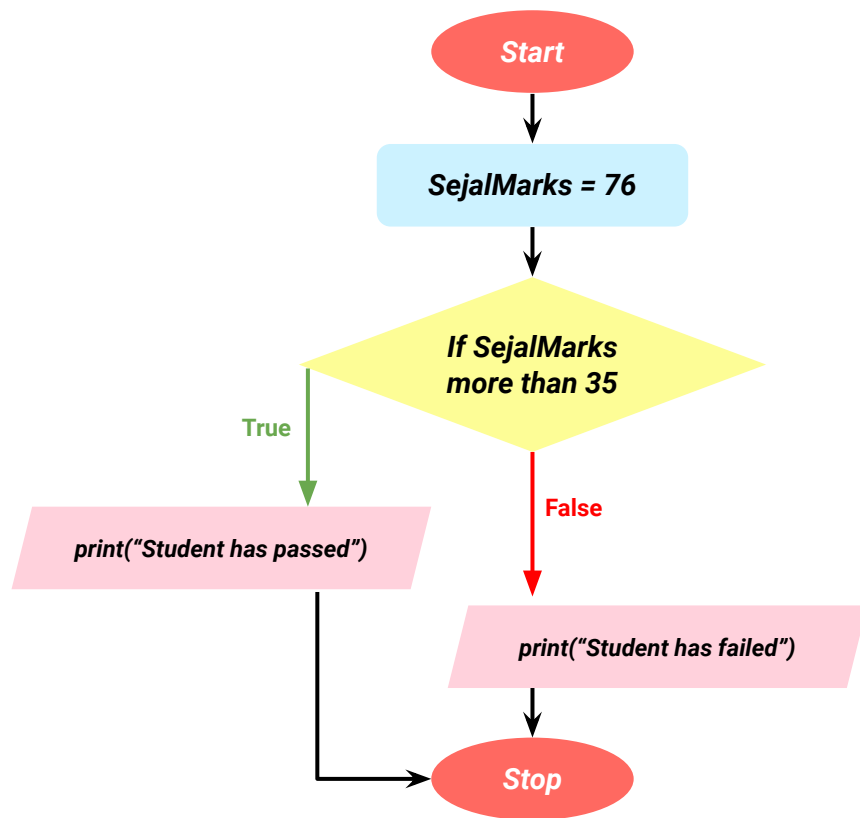 Start
SejalMarks = 76
If SejalMarks
more than 35
True
False
print(“Student has passed”)
print(“Student has failed”)
Stop